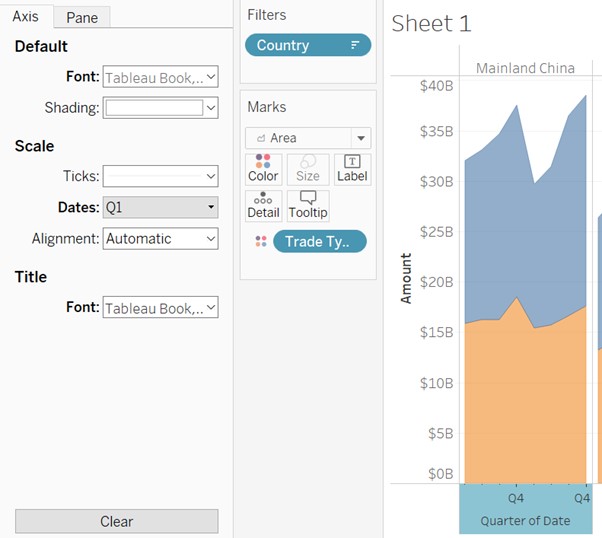 Axis
Pane
Default
Font: Tableau Book,..
Shading:
Scale
Ticks:
Dates: Q1
Alignment: Automatic
Title
Font: Tableau Book,..
Clear
Filters
Country
Marks
Area
Color
Size
Label
Detail
Tooltip
Trade Ty..
Sheet 1
Mainland China
Amount
$40B
$35B
$30B
$25B
$20B
$15B
$10B
$5B
$0B
Q4 Q4
Quarter of Date